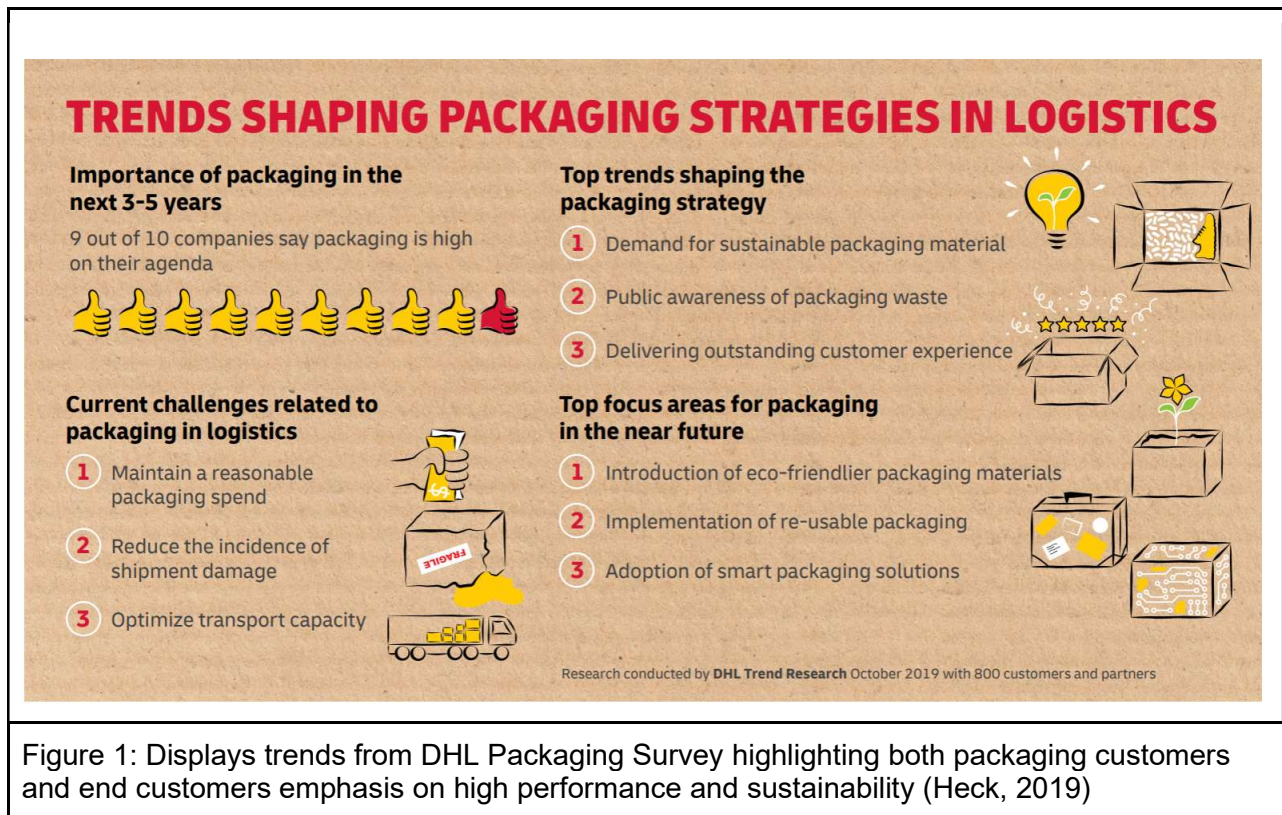 TRENDS SHAPING PACKAGING STRATEGIES IN LOGISTICS
Importance of packaging in the
next 3-5 years
9 out of 10 companies say packaging is high
on their agenda
Top trends shaping the
packaging strategy
1 Demand for sustainable packaging material
2 Public awareness of packaging waste
3 Delivering outstanding customer experience
Current challenges related to
packaging in logistics
1 Maintain a reasonable
packaging spend
2 Reduce the incidence of
shipment damage
3 Optimize transport capacity
$
FRAGILE
Top focus areas for packaging
in the near future
1 Introduction of eco-friendlier packaging materials
2 Implementation of re-usable packaging
3 Adoption of smart packaging solutions
Research conducted by DHL Trend Research October 2019 with 800 customers and partners
Figure 1: Displays trends from DHL Packaging Survey highlighting both packaging customers
and end customers emphasis on high performance and sustainability (Heck, 2019)